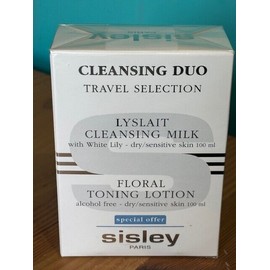 sisley
CLEANSING DUO
TRAVEL SELECTION
LYSLAIT
CLEANSING MILK
with White Lily - dry/sensitive skin 100 ml
FLORAL
TONING LOTION
alcohol free - dry/sensitive skin 100 ml
special offer
sisley
PARIS